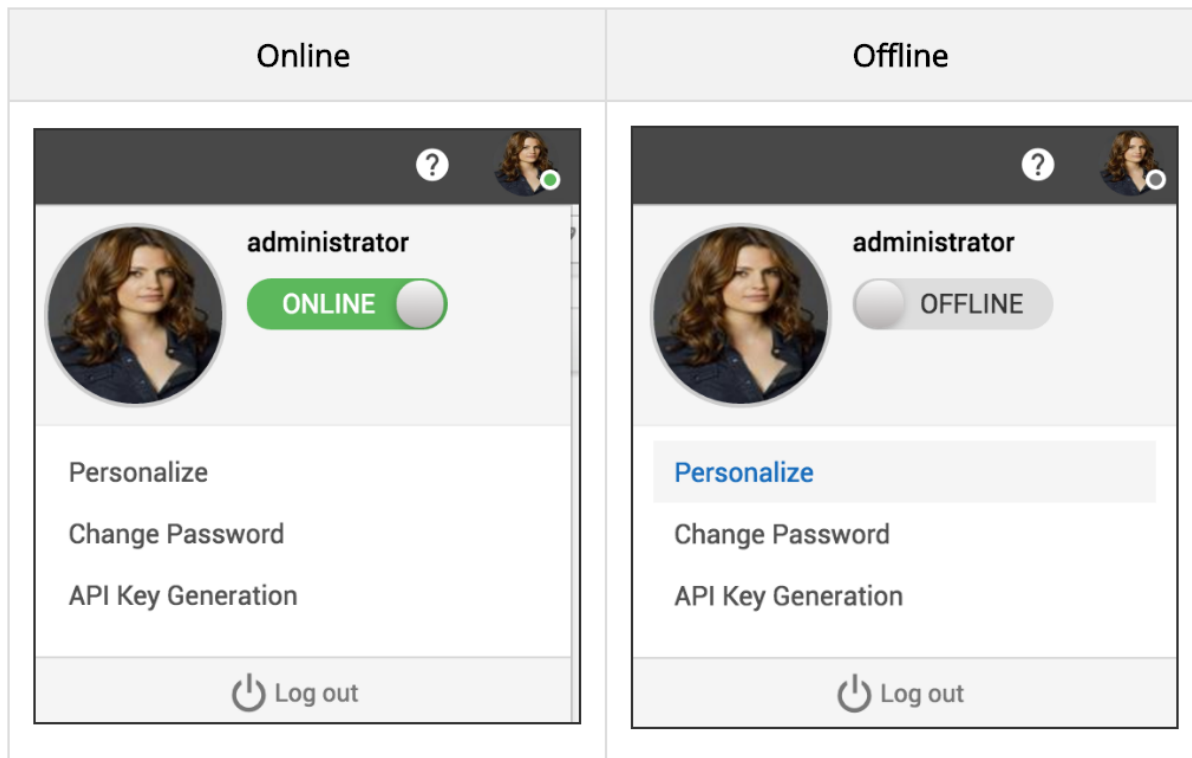 Online
Offline
?
administrator
ONLINE
Personalize
Change Password
API Key Generation
Log out
?
administrator
OFFLINE
Personalize
Change Password
API Key Generation
Log out